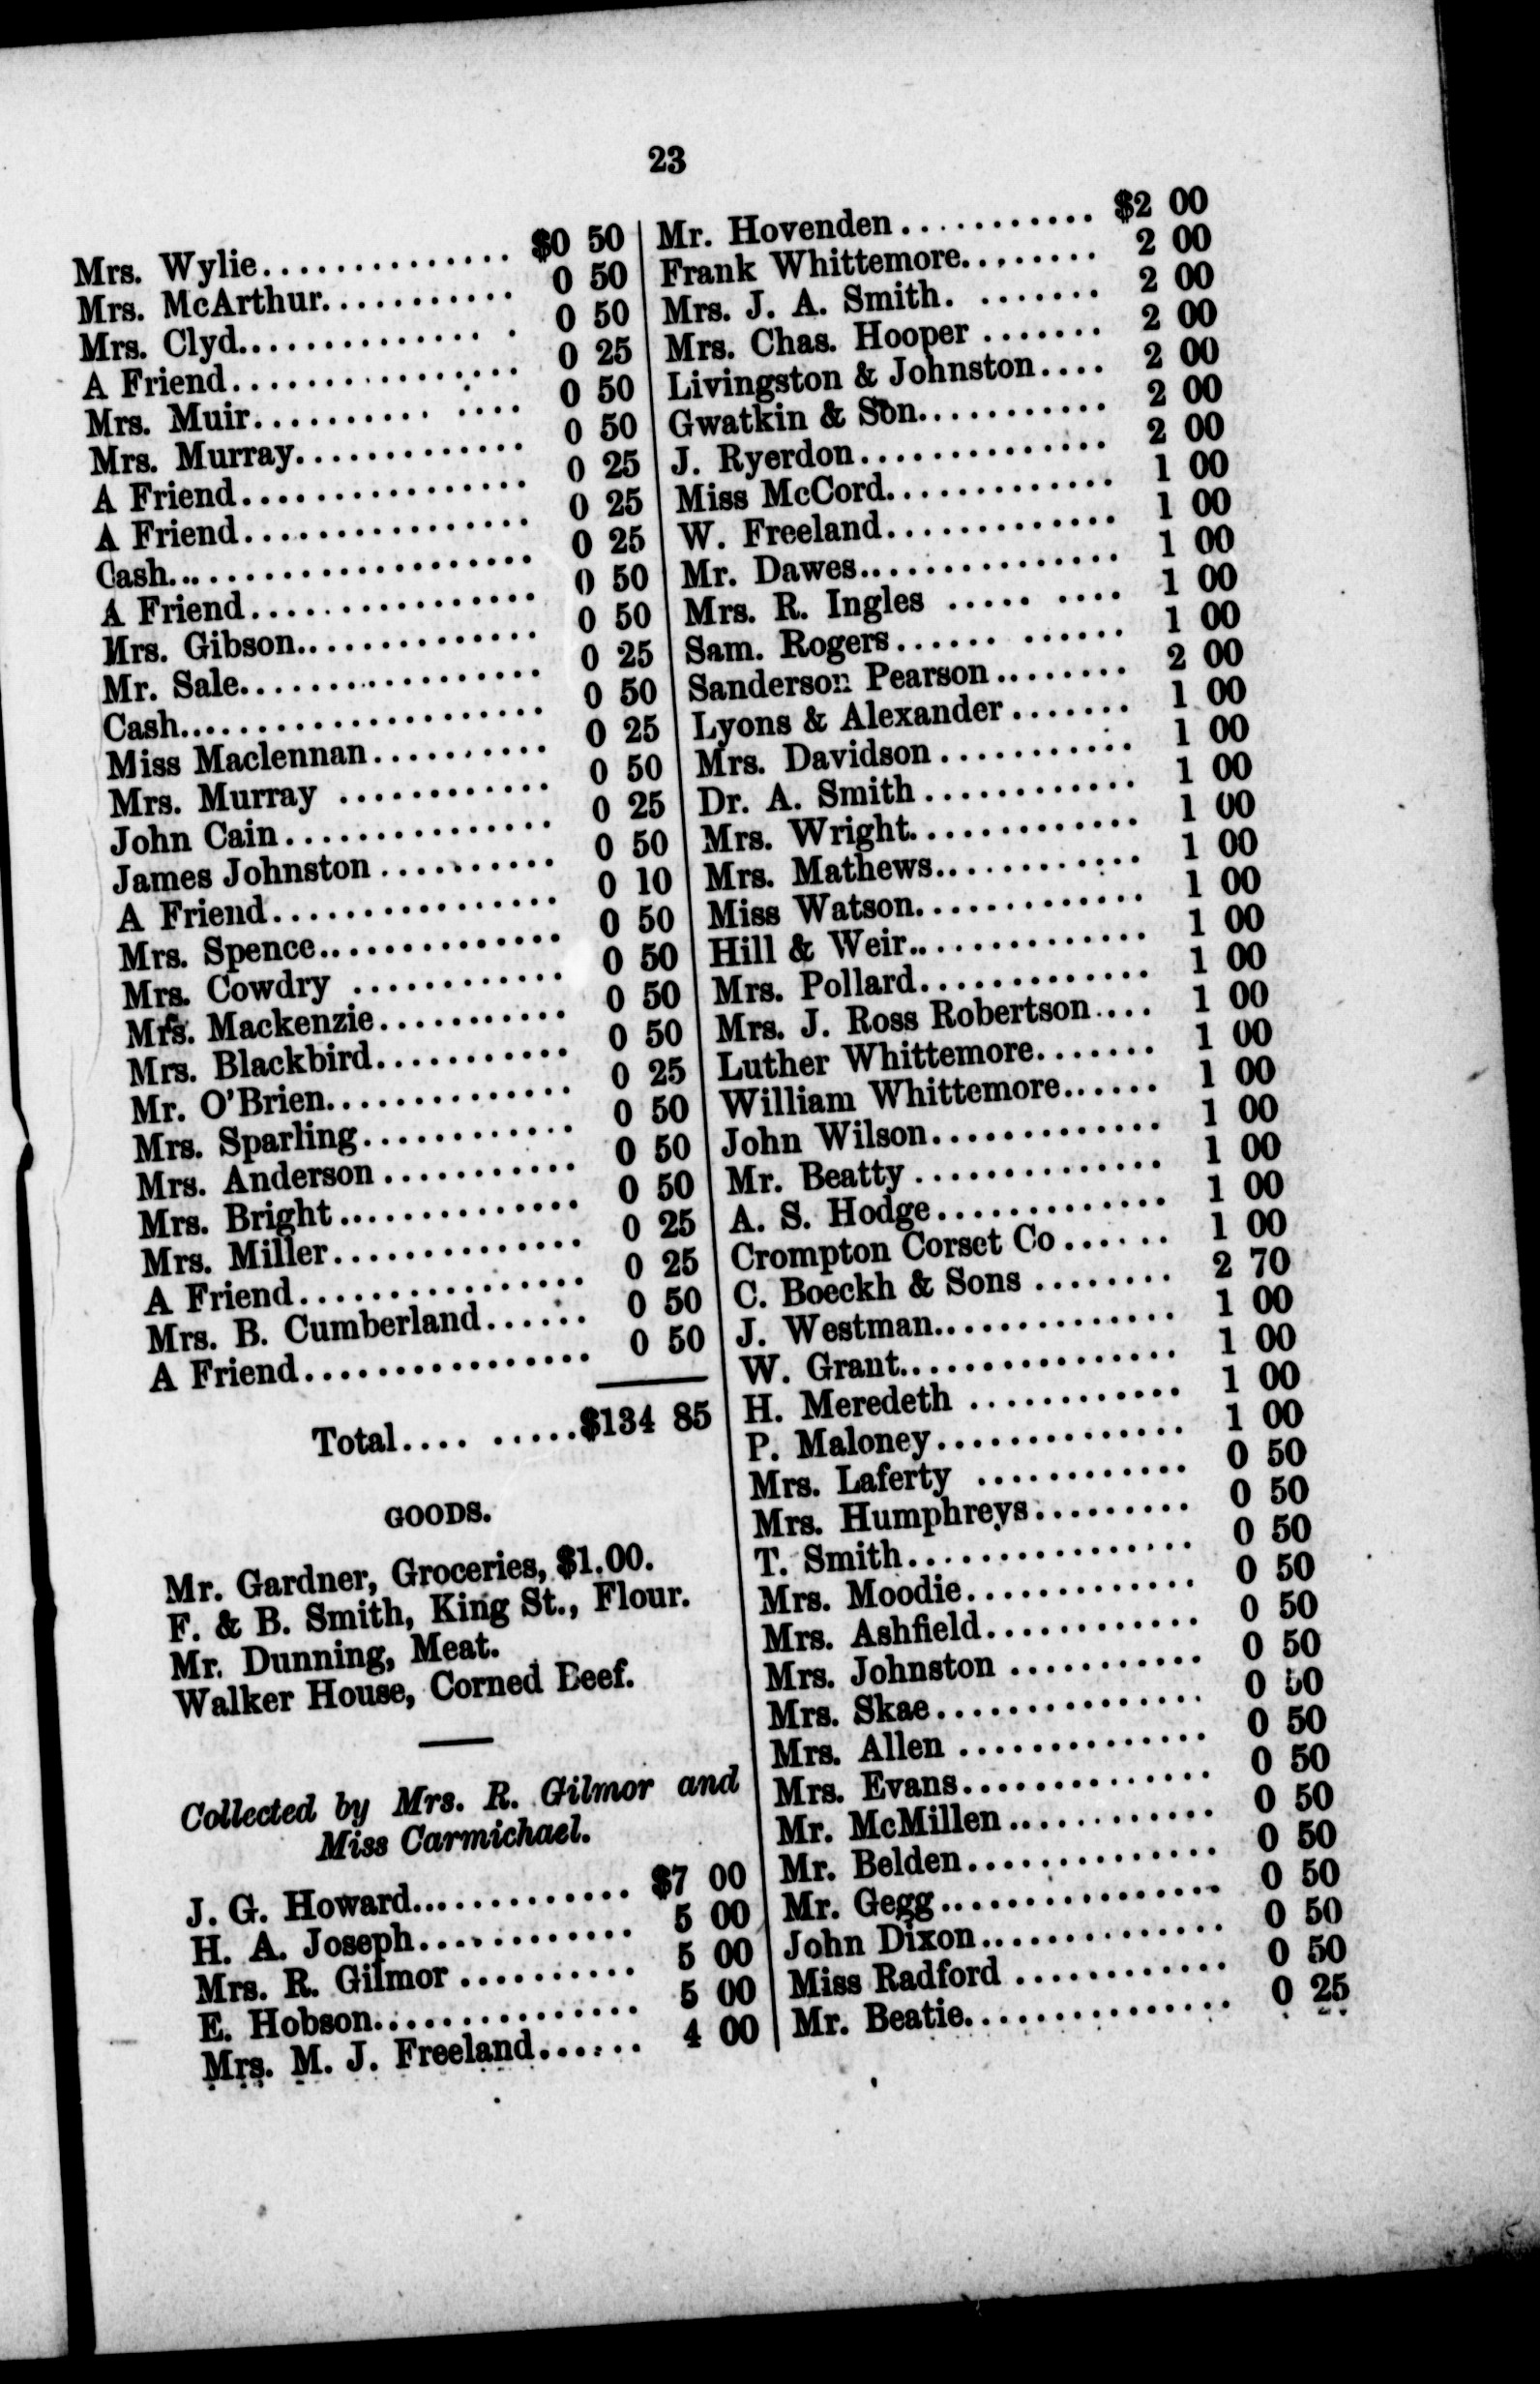 23
Mrs. Wylie.............. $0 50
Mrs. McArthur........... 0 50
Mrs. Clyd.............. 0 50
A Friend................ 0 25
Mrs. Muir.......... .... 0 50
Mrs. Murray............. 0 50
A Friend................ 0 25
A Friend................ 0 25
Cash.................... 0 25
A Friend................ 0 50
Mrs. Gibson............. 0 50
Mr. Sale................. 0 25
Cash.................... 0 50
Miss Maclennan.......... 0 25
Mrs. Murray ............ 0 50
John Cain............... 0 25
James Johnston.......... 0 50
A Friend................ 0 10
Mrs. Spence.............. 0 50
Mrs. Cowdry ............ 0 50
Mrs. Mackenzie........... 0 50
Mrs. Blackbird........... 0 50
Mr. O'Brien.............. 0 25
Mrs. Sparling............ 0 50
Mrs. Anderson........... 0 50
Mrs. Bright.............. 0 50
Mrs. Miller.............. 0 25
A Friend................ 0 25
Mrs. B. Cumberland...... 0 50
A Friend................ 0 50
Total.... .....$134 85
GOODS.
Mr. Gardner, Groceries, $1.00.
F. & B. Smith, King St., Flour.
Mr. Dunning, Meat.
Walker House, Corned Beef.
Collected by Mrs. R. Gilmor and
Miss Carmichael.
J. G. Howard............ $7 00
H. A. Joseph............ 5 00
Mrs. R. Gilmor .......... 5 00
E. Hobson............... 5 00
Mrs. M. J. Freeland...... 4 00
Mr. Hovenden........... $2 00
Frank Whittemore........ 2 00
Mrs. J. A. Smith. ....... 2 00
Mrs. Chas. Hooper ....... 2 00
Livingston & Johnston.... 2 00
Gwatkin & Son........... 2 00
J. Ryerdon.............. 2 00
Miss McCord............. 1 00
W. Freeland............. 1 00
Mr. Dawes............... 1 00
Mrs. R. Ingles ..... .... 1 00
Sam. Rogers...... ...... 1 00
Sanderson Pearson........ 2 00
Lyons & Alexander....... 1 00
Mrs. Davidson........... 1 00
Dr. A. Smith............ 1 00
Mrs. Wright............. 1 00
Mrs. Mathews............ 1 00
Miss Watson............. 1 00
Hill & Weir.............. 1 00
Mrs. Pollard............. 1 00
Mrs. J. Ross Robertson.... 1 00
Luther Whittemore....... 1 00
William Whittemore...... 1 00
John Wilson............. 1 00
Mr. Beatty .............. 1 00
A. S. Hodge............. 1 00
Crompton Corset Co...... 1 00
C. Boeckh & Sons ........ 2 70
J. Westman.............. 1 00
W. Grant................ 1 00
H. Meredeth ............ 1 00
P. Maloney.............. 1 00
Mrs. Laferty ............ 0 50
Mrs. Humphreys......... 0 50
T. Smith................ 0 50
Mrs. Moodie............. 0 50
Mrs. Ashfield............ 0 50
Mrs. Johnston ........... 0 50
Mrs. Skae............... 0 50
Mrs. Allen .............. 0 50
Mrs. Evans.............. 0 50
Mr. McMillen............ 0 50
Mr. Belden.............. 0 50
Mr. Gegg................ 0 50
John Dixon.............. 0 50
Miss Radford ............ 0 50
Mr. Beatie............... 0 25